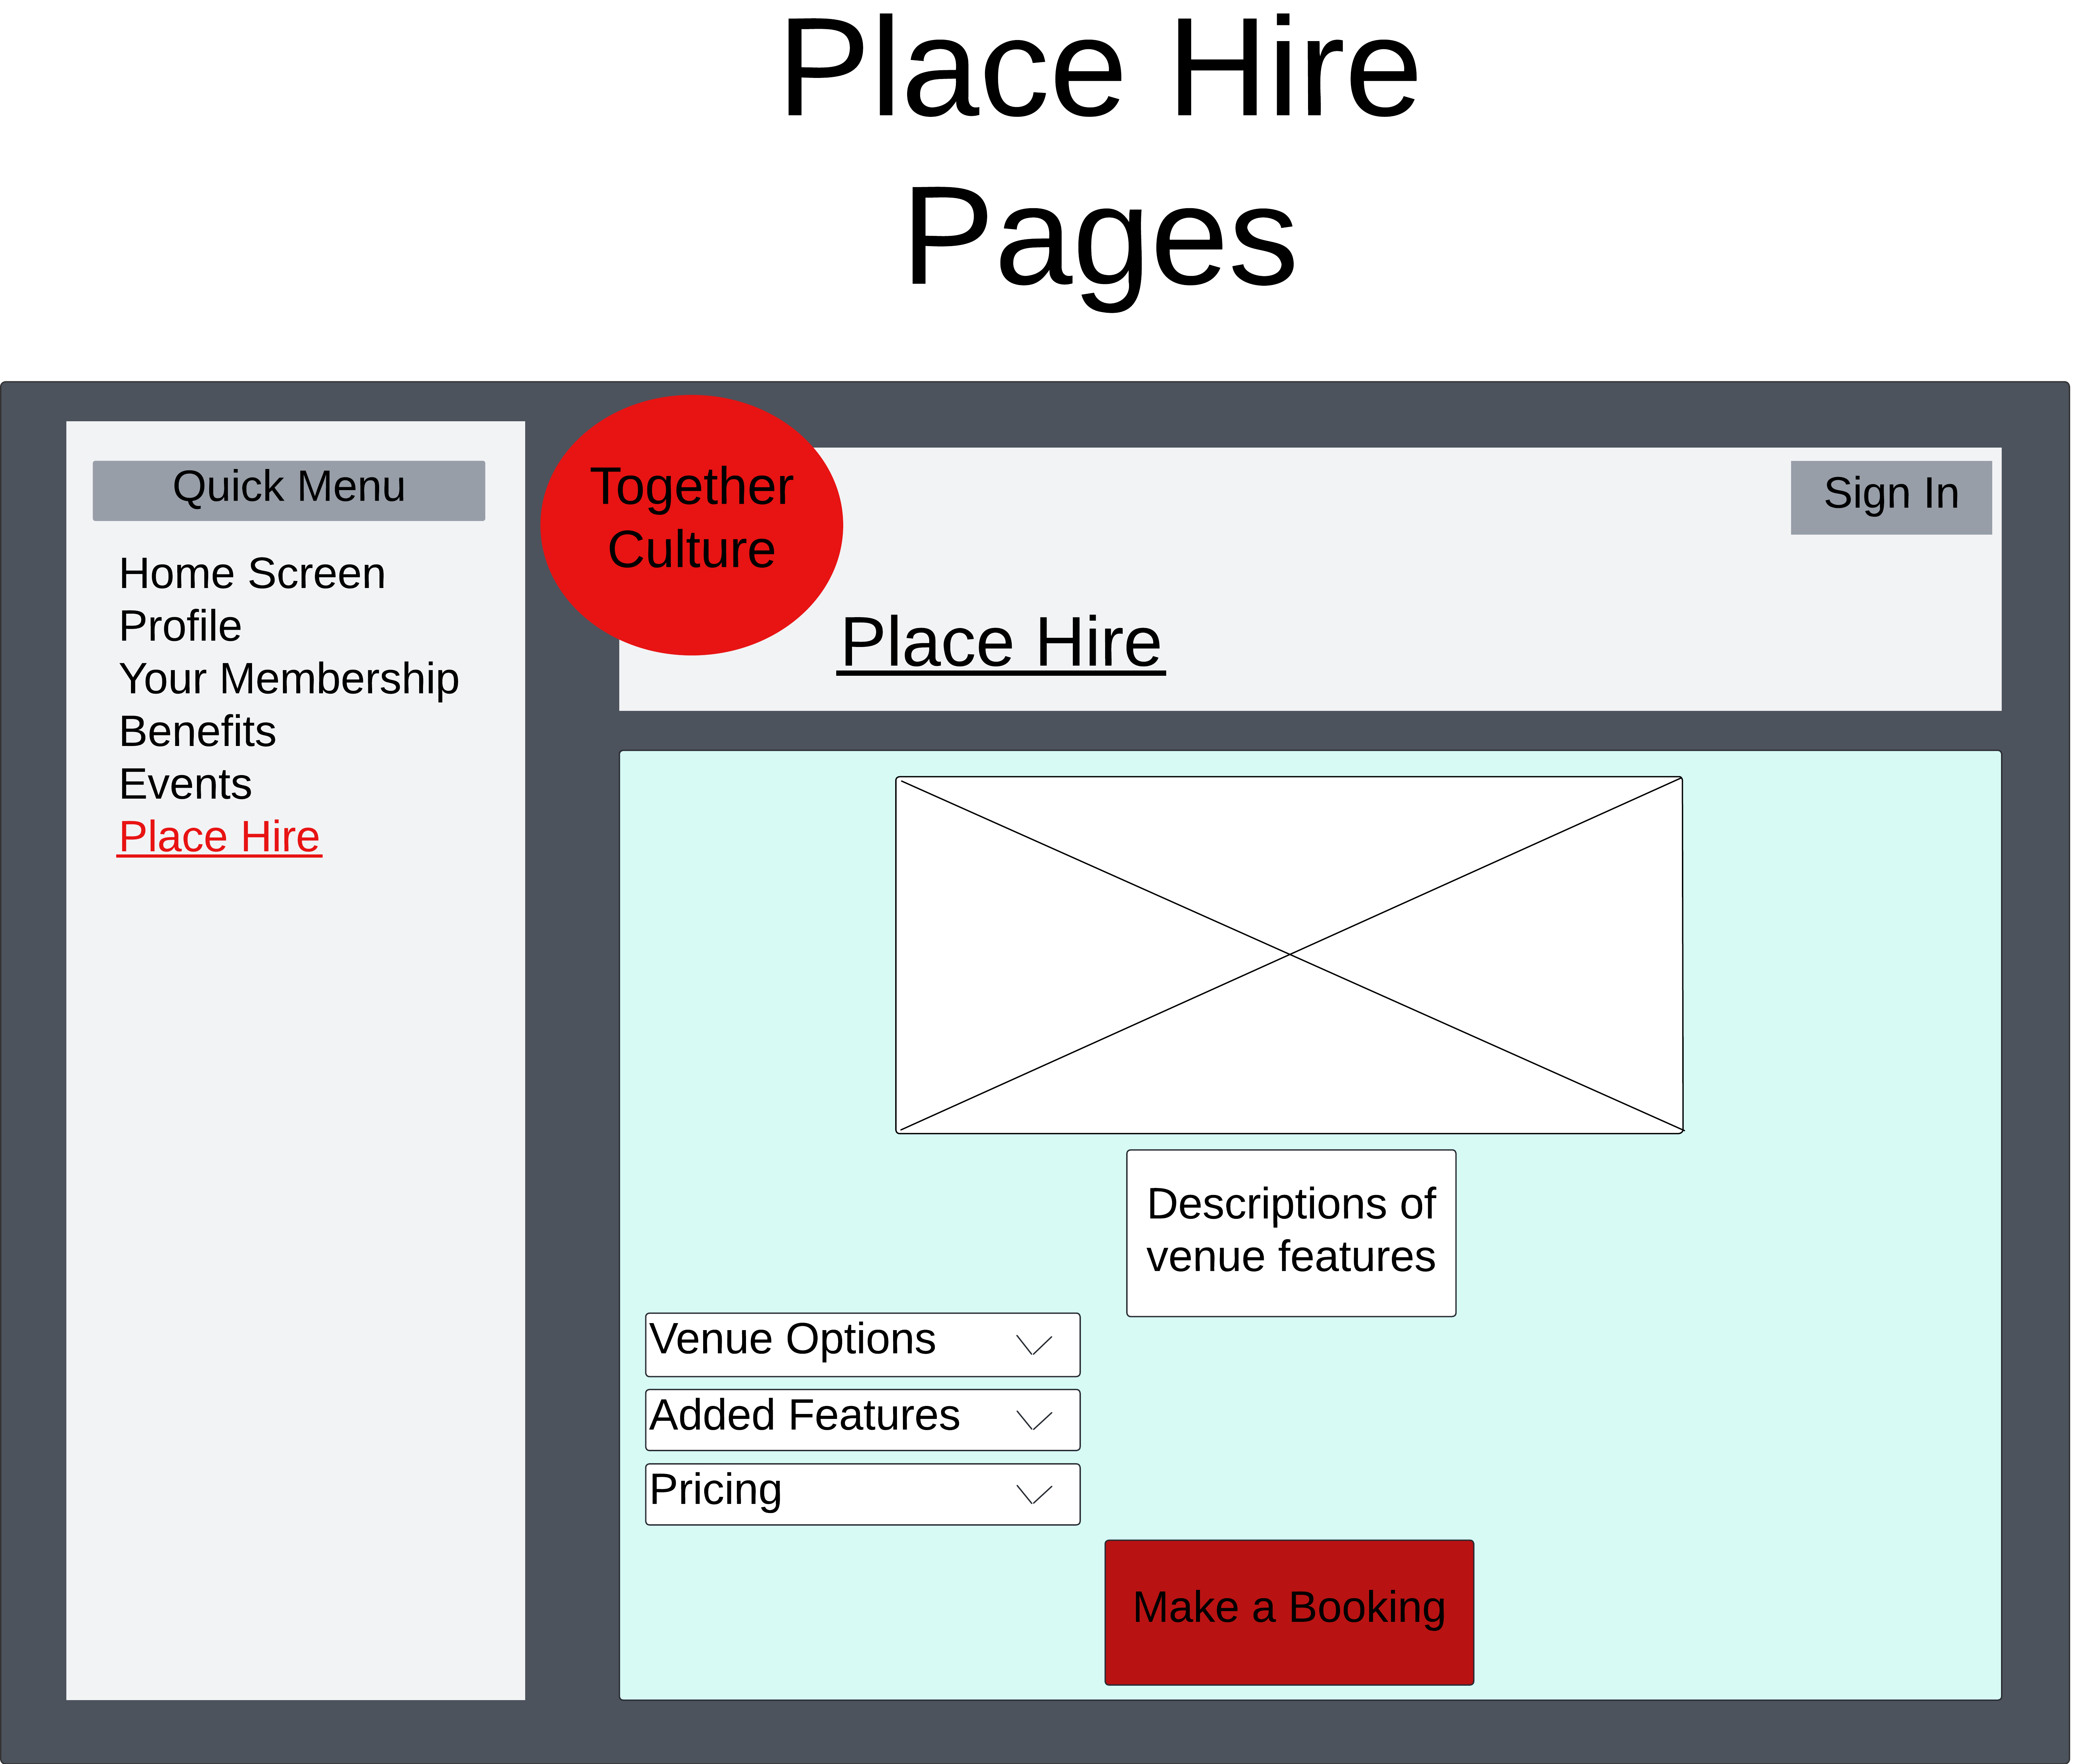 Place Hire
Pages
Quick Menu
Home Screen
Profile
Your Membership
Benefits
Events
Place Hire
Together
Culture
Sign In
Place Hire
Descriptions of
venue features
Venue Options
Added Features
Pricing
Make a Booking